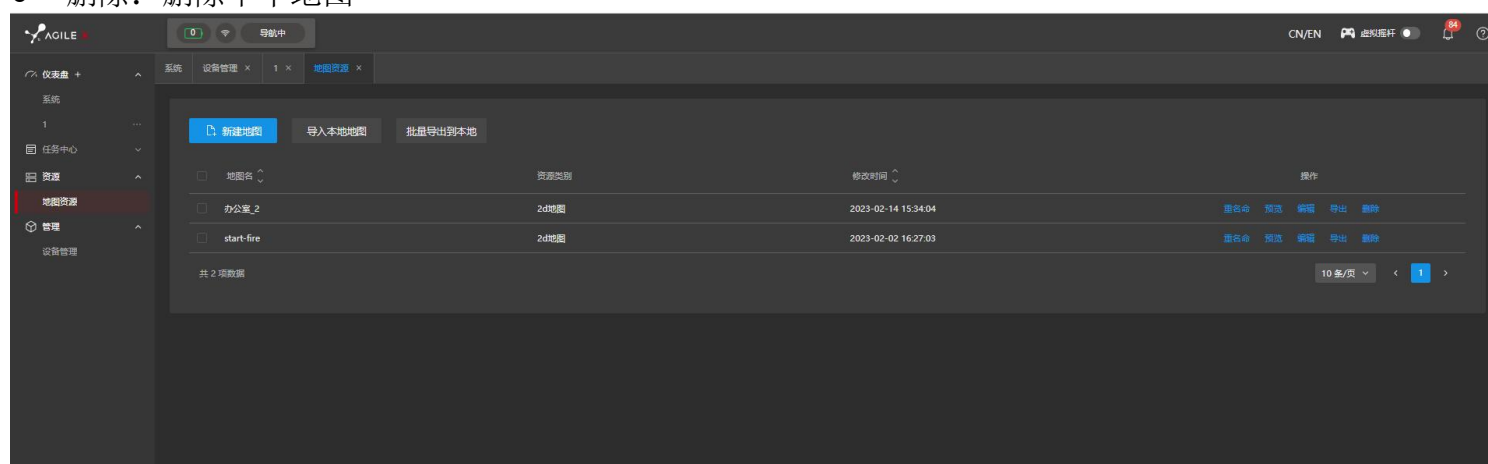 删除：删除单个地图
AGILE
0 导航中 CN/EN 虚拟摇杆 84
仪表盘 + 系统 设备管理 × 1 × 地图资源 ×
系统
1 ...
任务中心
资源
地图资源
管理
设备管理
新建地图 导入本地地图 批量导出到本地
地图名 资源类别 修改时间 操作
办公室_2 2d地图 2023-02-14 15:34:04 重名命 预览 编辑 导出 删除
start-fire 2d地图 2023-02-02 16:27:03 重名命 预览 编辑 导出 删除
共 2 项数据 10 条/页 < 1 >